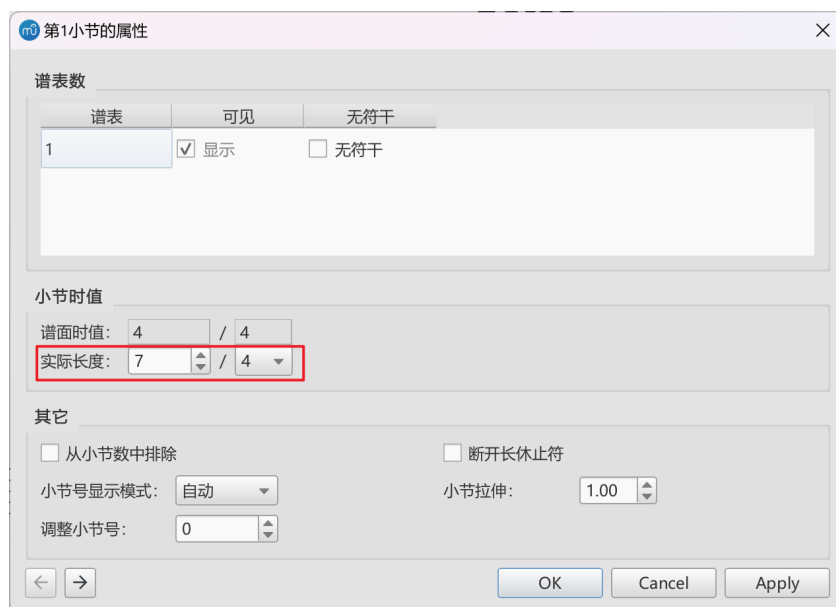 第1小节的属性
谱表数
谱表 可见 无符干
1 显示 无符干
小节时值
谱面时值： 4 / 4
实际长度： 7 / 4
其它
从小节数中排除 断开长休止符
小节号显示模式： 自动 小节拉伸： 1.00
调整小节号： 0
OK Cancel Apply